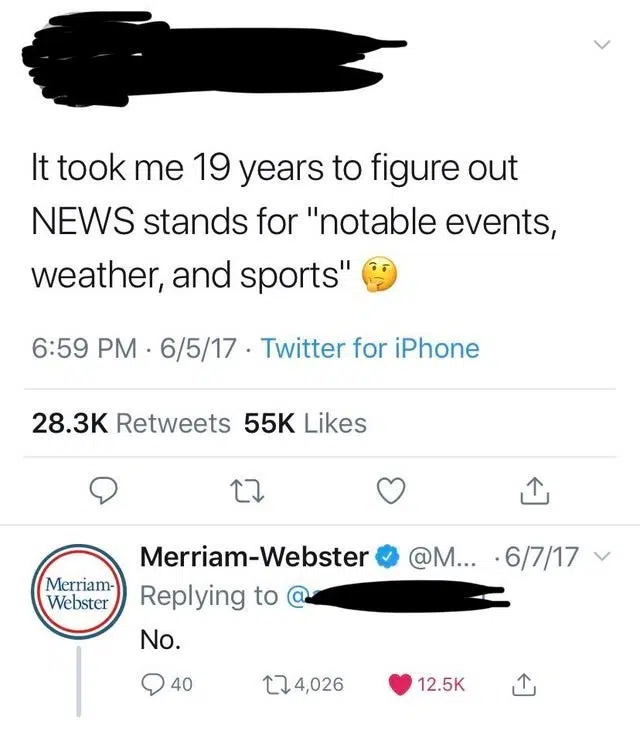 It took me 19 years to figure out
NEWS stands for "notable events,
weather, and sports" 🤔
6:59 PM · 6/5/17 · Twitter for iPhone
28.3K Retweets 55K Likes
Merriam-Webster @M... · 6/7/17
Merriam-
Webster
Replying to @
No.
40 4,026 12.5K